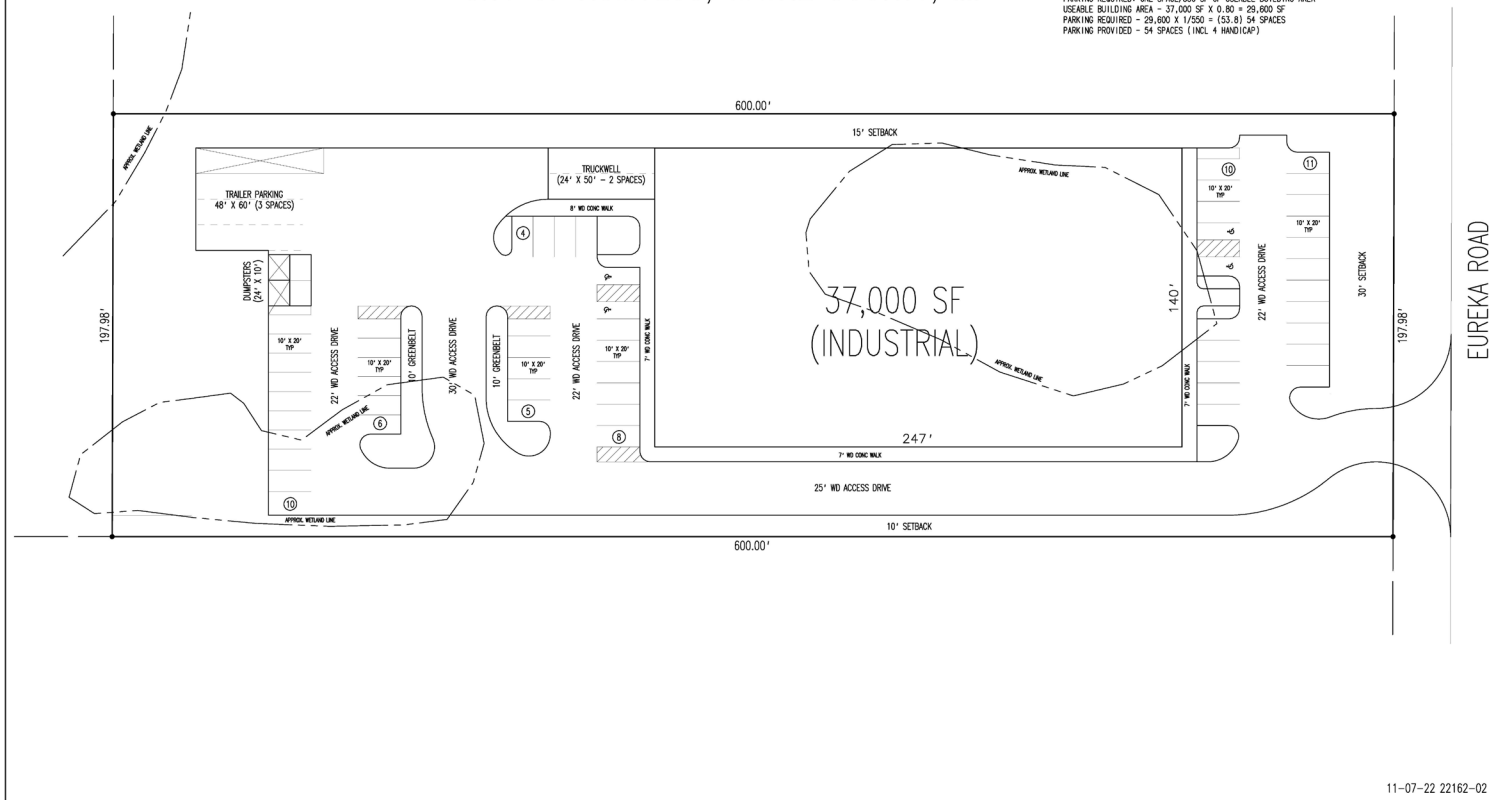 USEABLE BUILDING AREA - 37,000 SF X 0.80 = 29,600 SF
PARKING REQUIRED - 29,600 X 1/550 = (53.8) 54 SPACES
PARKING PROVIDED - 54 SPACES (INCL 4 HANDICAP)
600.00'
15' SETBACK
APPROX. WETLAND LINE
TRUCKWELL
(24' X 50' - 2 SPACES)
APPROX. WETLAND LINE
10
11
10' X 20'
TYP
TRAILER PARKING
48' X 60' (3 SPACES)
8' WD CONC WALK
4
10' X 20'
TYP
DUMPSTERS
(24' X 10')
22' WD ACCESS DRIVE
30' SETBACK
EUREKA ROAD
37,000 SF
(INDUSTRIAL)
140'
197.98'
197.98'
10' X 20'
TYP
22' WD ACCESS DRIVE
10' X 20'
TYP
10' GREENBELT
30' WD ACCESS DRIVE
10' GREENBELT
10' X 20'
TYP
22' WD ACCESS DRIVE
10' X 20'
TYP
7' WD CONC WALK
APPROX. WETLAND LINE
7' WD CONC WALK
APPROX. WETLAND LINE
6
5
8
247'
7' WD CONC WALK
25' WD ACCESS DRIVE
10
APPROX. WETLAND LINE
10' SETBACK
600.00'
11-07-22 22162-02